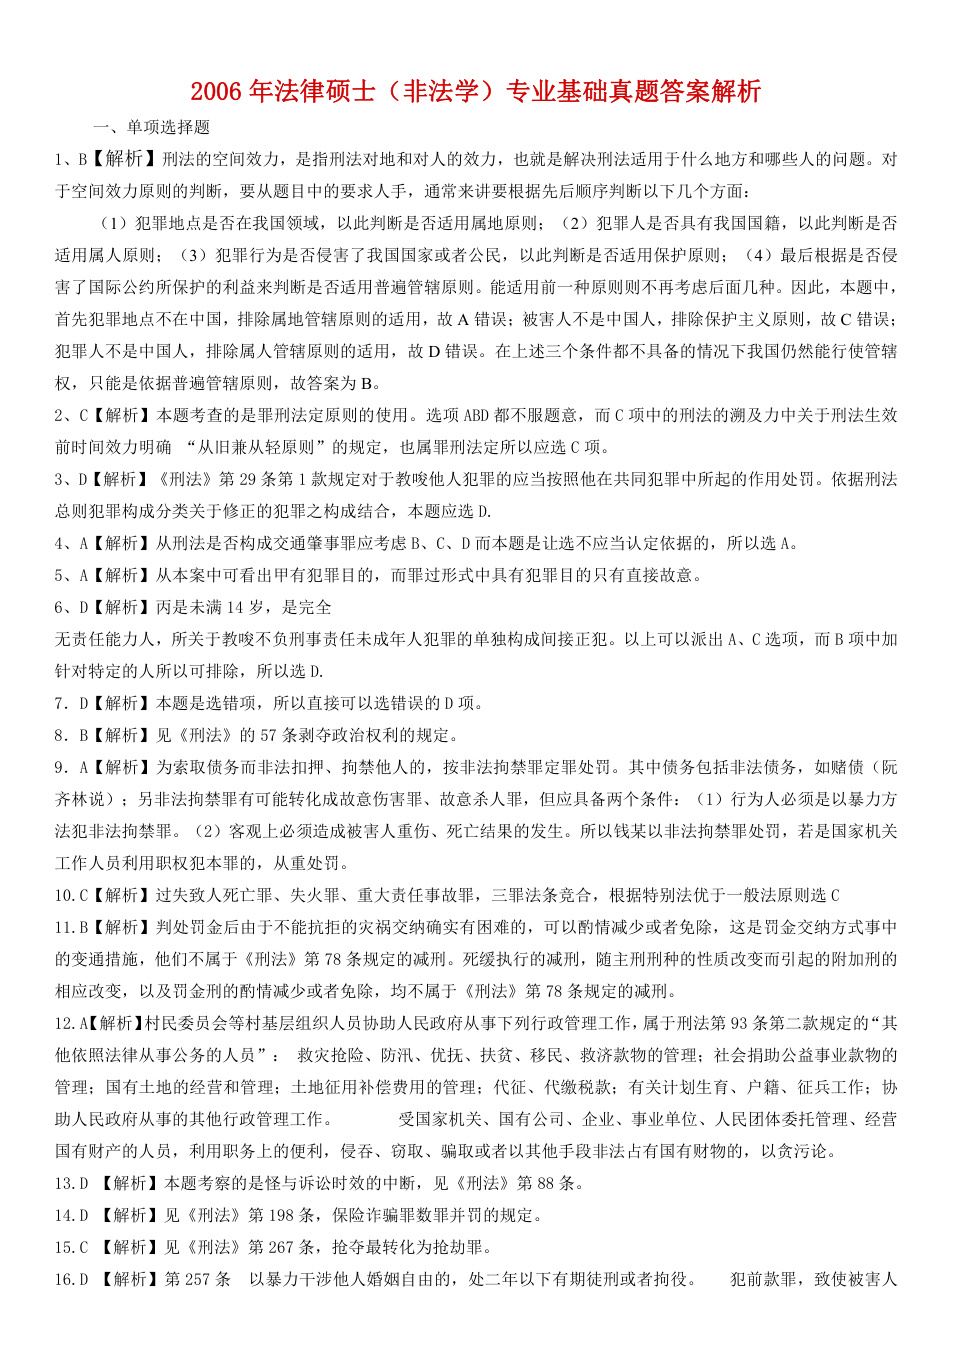 2006 年法律硕士（非法学）专业基础真题答案解析
一、单项选择题
1、B【解析】刑法的空间效力，是指刑法对地和对人的效力，也就是解决刑法适用于什么地方和哪些人的问题。对
于空间效力原则的判断，要从题目中的要求人手，通常来讲要根据先后顺序判断以下几个方面：
（1）犯罪地点是否在我国领域，以此判断是否适用属地原则；（2）犯罪人是否具有我国国籍，以此判断是否
适用属人原则；（3）犯罪行为是否侵害了我国国家或者公民，以此判断是否适用保护原则；（4）最后根据是否侵
害了国际公约所保护的利益来判断是否适用普遍管辖原则。能适用前一种原则则不再考虑后面几种。因此，本题中，
首先犯罪地点不在中国，排除属地管辖原则的适用，故 A 错误；被害人不是中国人，排除保护主义原则，故 C 错误；
犯罪人不是中国人，排除属人管辖原则的适用，故 D 错误。在上述三个条件都不具备的情况下我国仍然能行使管辖
权，只能是依据普遍管辖原则，故答案为 B。
2、C【解析】本题考查的是罪刑法定原则的使用。选项 ABD 都不服题意，而 C 项中的刑法的溯及力中关于刑法生效
前时间效力明确 “从旧兼从轻原则”的规定，也属罪刑法定所以应选 C 项。
3、D【解析】《刑法》第 29 条第 1 款规定对于教唆他人犯罪的应当按照他在共同犯罪中所起的作用处罚。依据刑法
总则犯罪构成分类关于修正的犯罪之构成结合，本题应选 D.
4、A【解析】从刑法是否构成交通肇事罪应考虑 B、C、D 而本题是让选不应当认定依据的，所以选 A。
5、A【解析】从本案中可看出甲有犯罪目的，而罪过形式中具有犯罪目的只有直接故意。
6、D【解析】丙是未满 14 岁，是完全
无责任能力人，所关于教唆不负刑事责任未成年人犯罪的单独构成间接正犯。以上可以派出 A、C 选项，而 B 项中加
针对特定的人所以可排除，所以选 D.
7．D【解析】本题是选错项，所以直接可以选错误的 D 项。
8．B【解析】见《刑法》的 57 条剥夺政治权利的规定。
9．A【解析】为索取债务而非法扣押、拘禁他人的，按非法拘禁罪定罪处罚。其中债务包括非法债务，如赌债（阮
齐林说）；另非法拘禁罪有可能转化成故意伤害罪、故意杀人罪，但应具备两个条件：（1）行为人必须是以暴力方
法犯非法拘禁罪。（2）客观上必须造成被害人重伤、死亡结果的发生。所以钱某以非法拘禁罪处罚，若是国家机关
工作人员利用职权犯本罪的，从重处罚。
10.C【解析】过失致人死亡罪、失火罪、重大责任事故罪，三罪法条竞合，根据特别法优于一般法原则选 C
11.B【解析】判处罚金后由于不能抗拒的灾祸交纳确实有困难的，可以酌情减少或者免除，这是罚金交纳方式事中
的变通措施，他们不属于《刑法》第 78 条规定的减刑。死缓执行的减刑，随主刑刑种的性质改变而引起的附加刑的
相应改变，以及罚金刑的酌情减少或者免除，均不属于《刑法》第 78 条规定的减刑。
12.A【解析】村民委员会等村基层组织人员协助人民政府从事下列行政管理工作，属于刑法第 93 条第二款规定的“其
他依照法律从事公务的人员”： 救灾抢险、防汛、优抚、扶贫、移民、救济款物的管理；社会捐助公益事业款物的
管理；国有土地的经营和管理；土地征用补偿费用的管理；代征、代缴税款；有关计划生育、户籍、征兵工作；协
助人民政府从事的其他行政管理工作。 受国家机关、国有公司、企业、事业单位、人民团体委托管理、经营
国有财产的人员，利用职务上的便利，侵吞、窃取、骗取或者以其他手段非法占有国有财物的，以贪污论。
13.D 【解析】本题考察的是怪与诉讼时效的中断，见《刑法》第 88 条。
14.D 【解析】见《刑法》第 198 条，保险诈骗罪数罪并罚的规定。
15.C 【解析】见《刑法》第 267 条，抢夺最转化为抢劫罪。
16.D 【解析】第 257 条 以暴力干涉他人婚姻自由的，处二年以下有期徒刑或者拘役。 犯前款罪，致使被害人